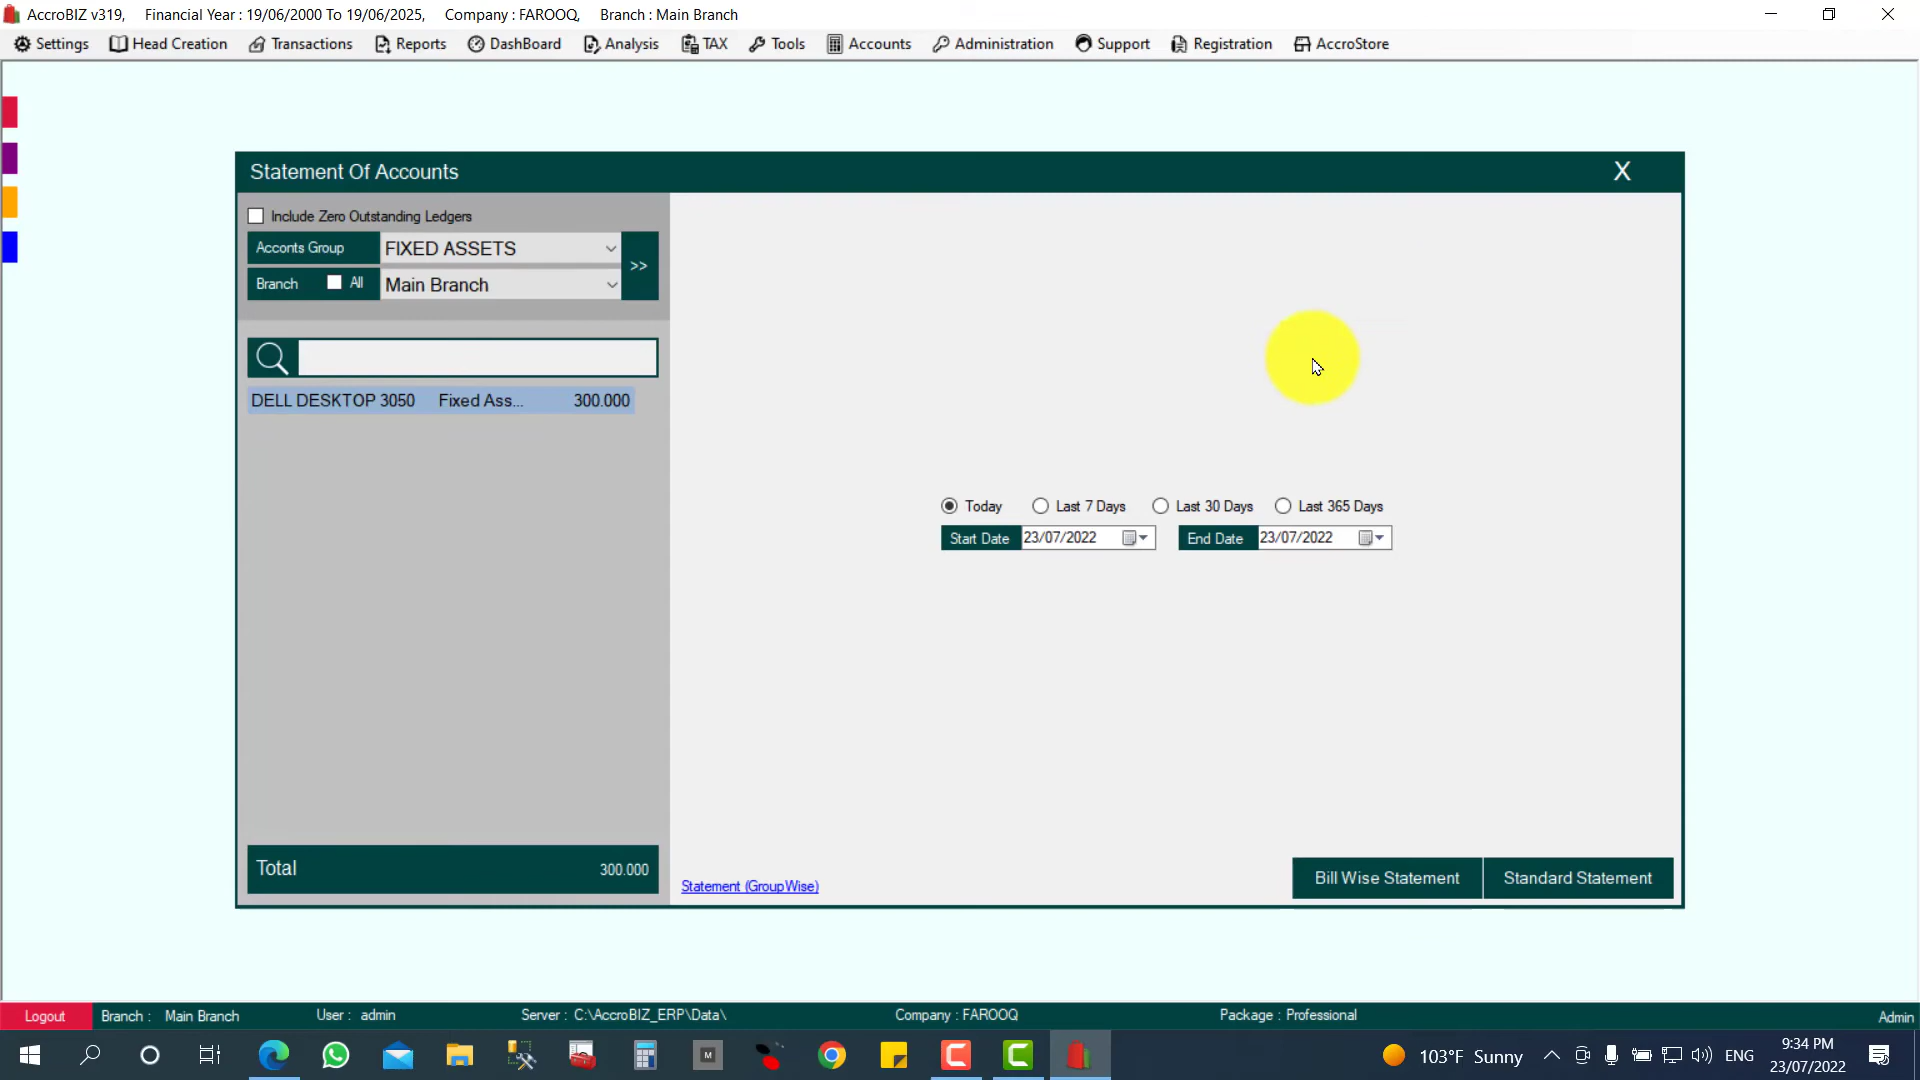 AccroBIZ v319, Financial Year : 19/06/2000 To 19/06/2025, Company : FAROOQ, Branch : Main Branch
Settings Head Creation Transactions Reports DashBoard Analysis TAX Tools Accounts Administration Support Registration AccroStore
Statement Of Accounts X
Include Zero Outstanding Ledgers
Acconts Group FIXED ASSETS
>>
Branch All Main Branch
DELL DESKTOP 3050 Fixed Ass... 300.000
Today Last 7 Days Last 30 Days Last 365 Days
Start Date 23/07/2022 End Date 23/07/2022
Total 300.000
Statement (GroupWise)
Bill Wise Statement Standard Statement
Logout Branch : Main Branch User : admin Server : C:\AccroBIZ_ERP\Data\ Company : FAROOQ Package : Professional Admin
M
103°F Sunny ENG
9:34 PM
23/07/2022